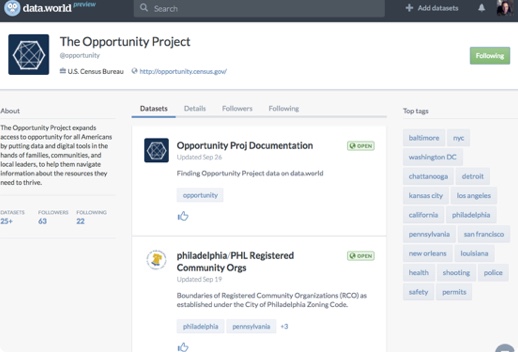 data.world preview
Search
Add datasets
The Opportunity Project
@opportunity
U.S. Census Bureau http://opportunity.census.gov/
Following
About
The Opportunity Project expands
access to opportunity for all Americans
by putting data and digital tools in the
hands of families, communities, and
local leaders, to help them navigate
information about the resources they
need to thrive.
DATASETS FOLLOWERS FOLLOWING
25+ 63 22
Datasets Details Followers Following
Opportunity Proj Documentation OPEN
Updated Sep 26
Finding Opportunity Project data on data.world
opportunity
philadelphia/PHL Registered OPEN
Community Orgs
Updated Sep 19
Boundaries of Registered Community Organizations (RCO) as
established under the City of Philadelphia Zoning Code.
philadelphia pennsylvania +3
Top tags
baltimore nyc
washington DC
chattanooga detroit
kansas city los angeles
california philadelphia
pennsylvania san francisco
new orleans louisiana
health shooting police
safety permits